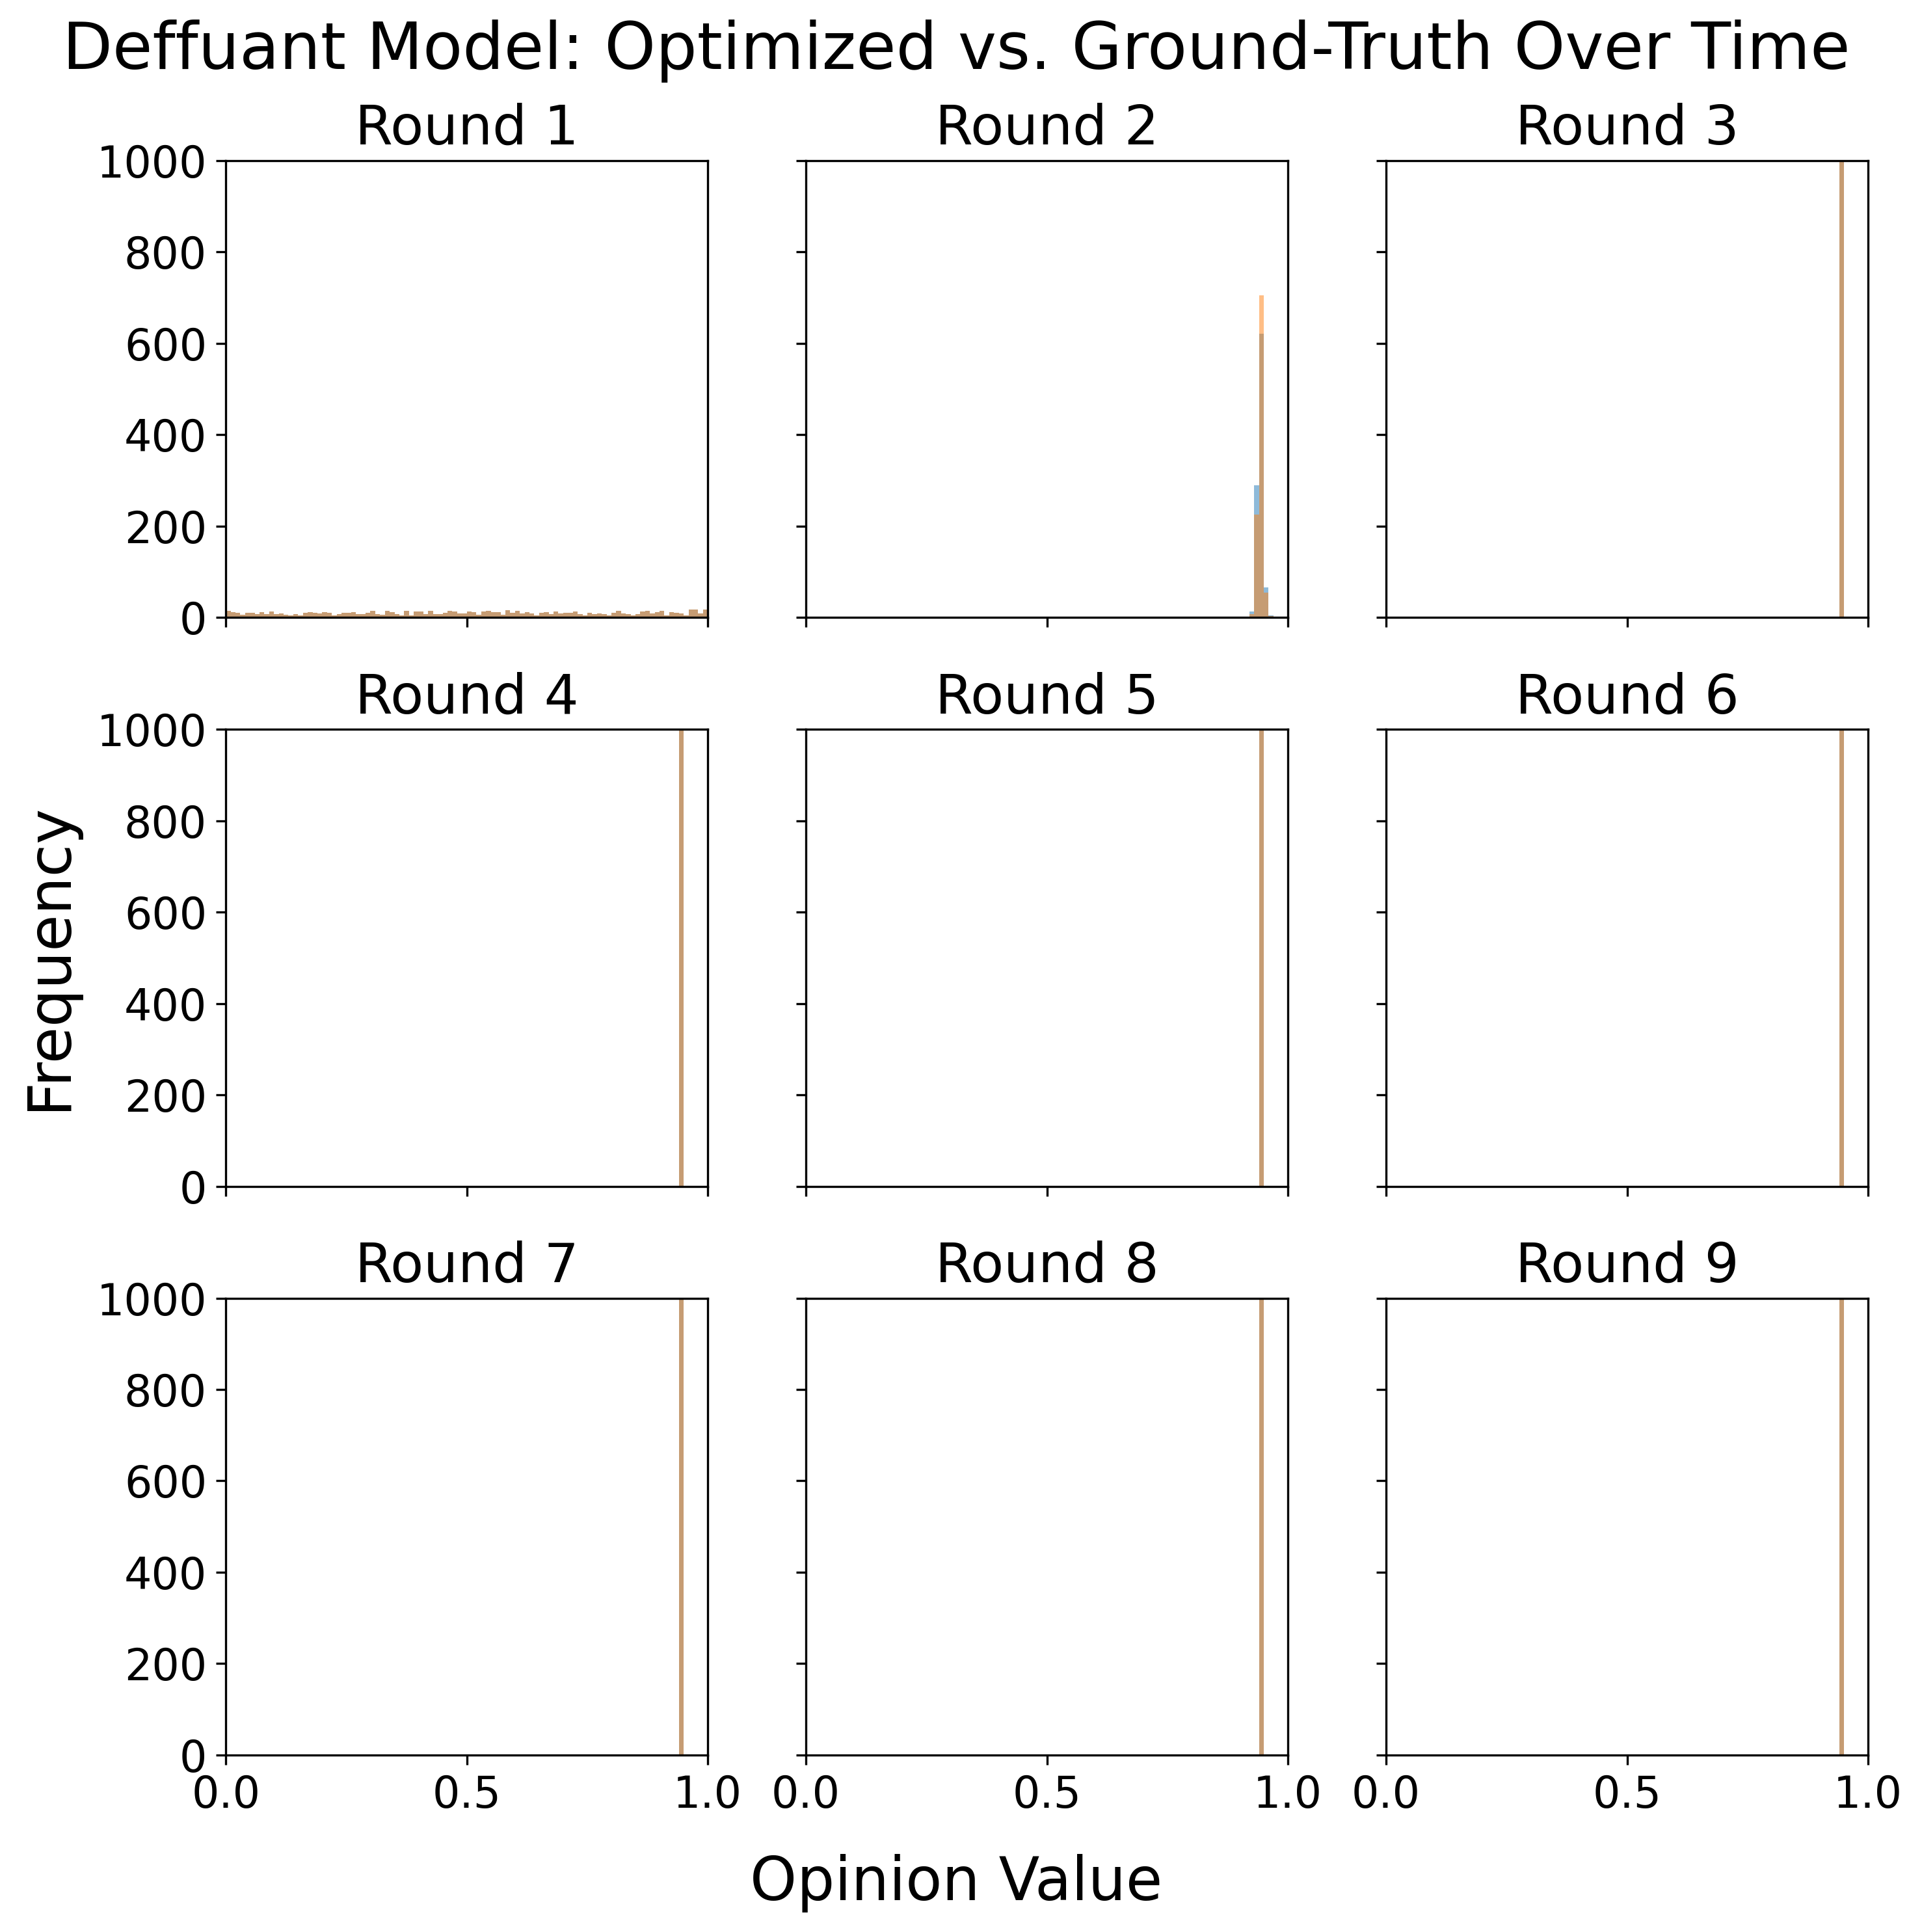 Deffuant Model: Optimized vs. Ground-Truth Over Time
Round 1
Round 2
Round 3
1000
800
600
400
200
0
Round 4
Round 5
Round 6
1000
800
600
400
200
0
Frequency
Round 7
Round 8
Round 9
1000
800
600
400
200
0
0.0 0.5 1.0 0.0 0.5 1.0 0.0 0.5 1.0
Opinion Value